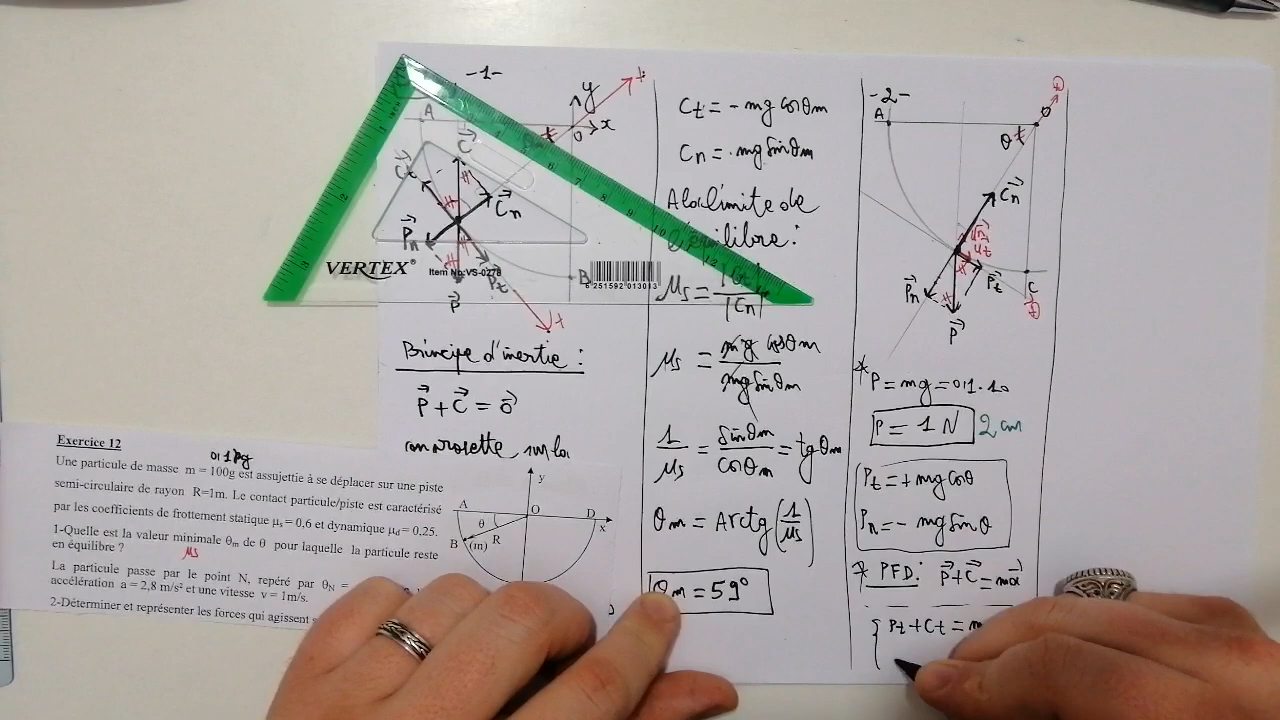 -1-
y
x
O
A
t
C
Cn
Pn
Pt
P
B
VERTEX®
Item No:VS-0278
6 251592 013013
Principe d'inertie :
P + C = 0
Exercice 12
0,1 kg
Une particule de masse m = 100g est assujettie à se déplacer sur une piste
semi-circulaire de rayon R=1m. Le contact particule/piste est caractérisé
par les coefficients de frottement statique μs = 0.6 et dynamique μd = 0.25.
1-Quelle est la valeur minimale θm de θ pour laquelle la particule reste
en équilibre ?
μs
La particule passe par le point N, repéré par θN =
accélération a = 2,8 m/s² et une vitesse v = 1m/s.
2-Déterminer et représenter les forces qui agissent
y
A
O
D
x
θ
B
(m)
R
Ct = - mg cosθm
Cn = mg sinθm
A la limite de
l'équilibre :
μs = |Ct| / |Cn|
μs = mg cosθm / mg sinθm
1/μs = sinθm / cosθm = tgθm
θm = Arctg(1/μs)
θm = 59°
-2-
A
O
θ
Cn
Ut
Pn
Pt
P
C
* P = mg = 0,1.10
P = 1 N 2 cm
Pt = + mg cosθ
Pn = - mg sinθ
* PFD: P + C = ma
Pt + Ct = m